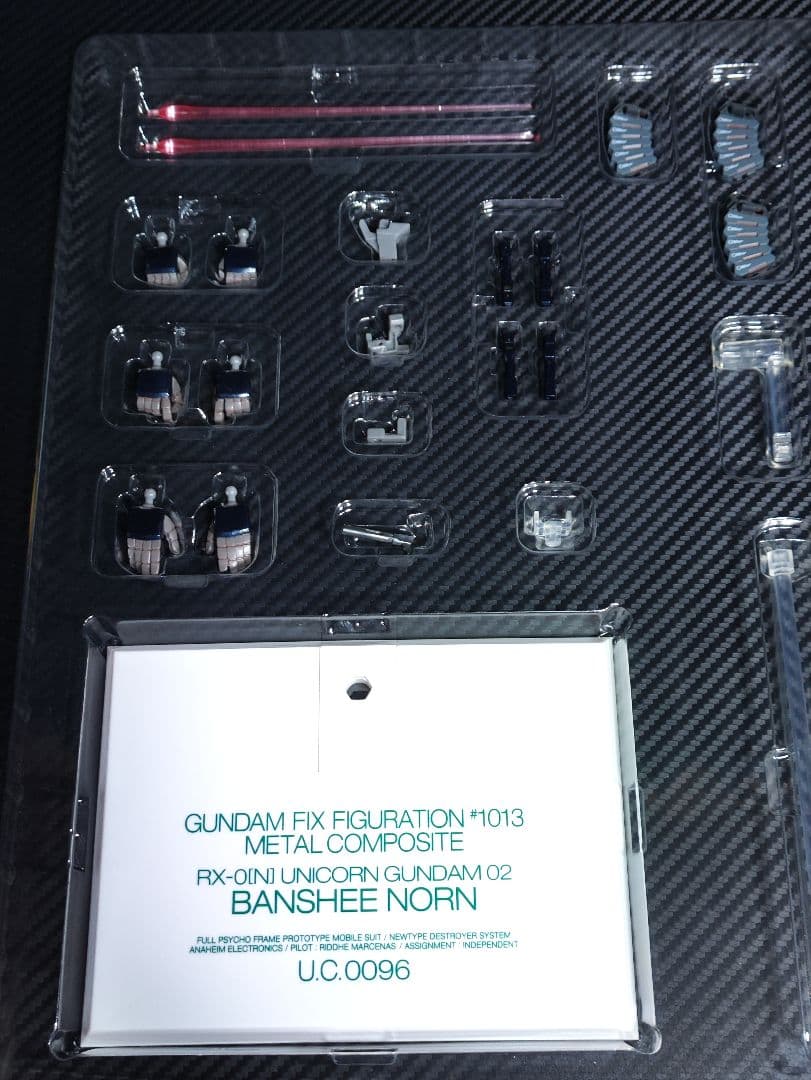 GUNDAM FIX FIGURATION #1013
METAL COMPOSITE
RX-0[N] UNICORN GUNDAM 02
BANSHEE NORN
FULL PSYCHO FRAME PROTOTYPE MOBILE SUIT / NEWTYPE DESTROYER SYSTEM
ANAHEIM ELECTRONICS / PILOT : RIDDHE MARCENAS / ASSIGNMENT : INDEPENDENT
U.C.0096